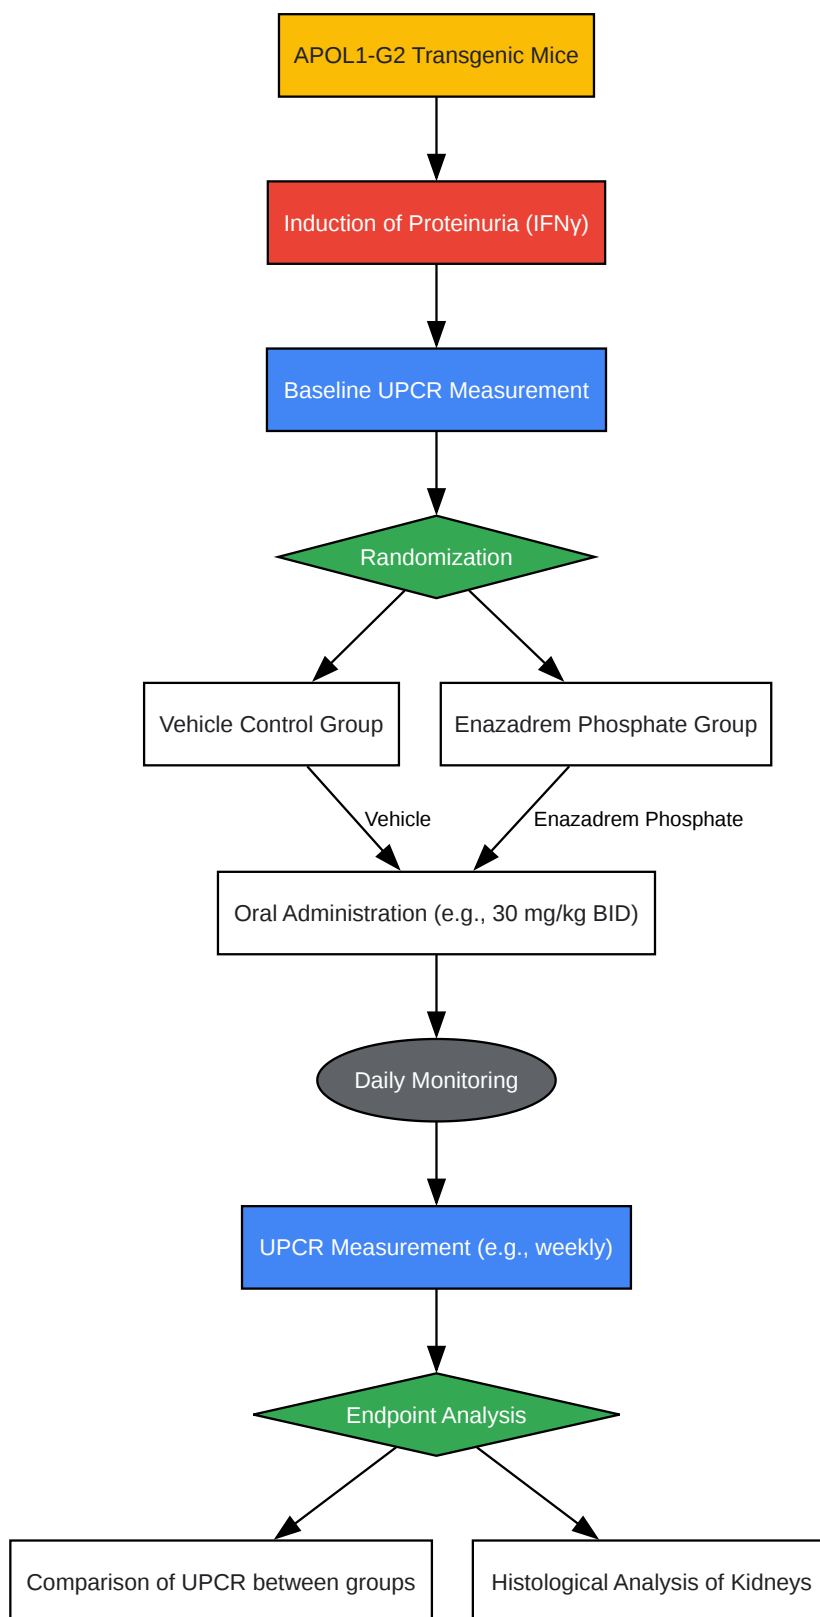 APOL1-G2 Transgenic Mice
Induction of Proteinuria (IFNγ)
Baseline UPCR Measurement
Randomization
Vehicle Control Group
Enazadrem Phosphate Group
Vehicle
Enazadrem Phosphate
Oral Administration (e.g., 30 mg/kg BID)
Daily Monitoring
UPCR Measurement (e.g., weekly)
Endpoint Analysis
Comparison of UPCR between groups
Histological Analysis of Kidneys